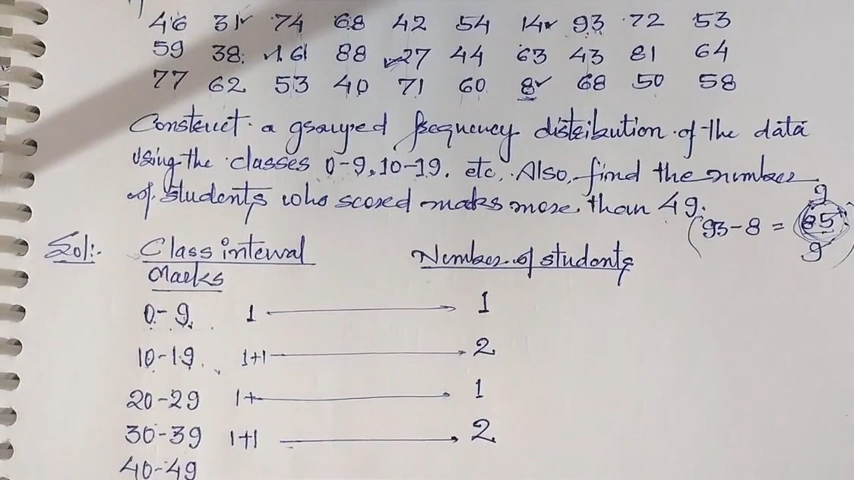 46 31✓ 74 68 42 54 14✓ 93 72 53
59 38 ✓161 88 ✓27 44 63 43 81 64
77 62 53 40 71 60 8✓ 68 50 58
Construct a grouped frequency distribution of the data
using the classes 0-9, 10-19. etc. Also, find the number
of students who scored maks more than 49.
(93-8 = 85)
9
9
Sol:- Class interval Number of students
Marks
0-9 1 → 1
10-19 1+1 → 2
20-29 1+ → 1
30-39 1+1 → 2
40-49